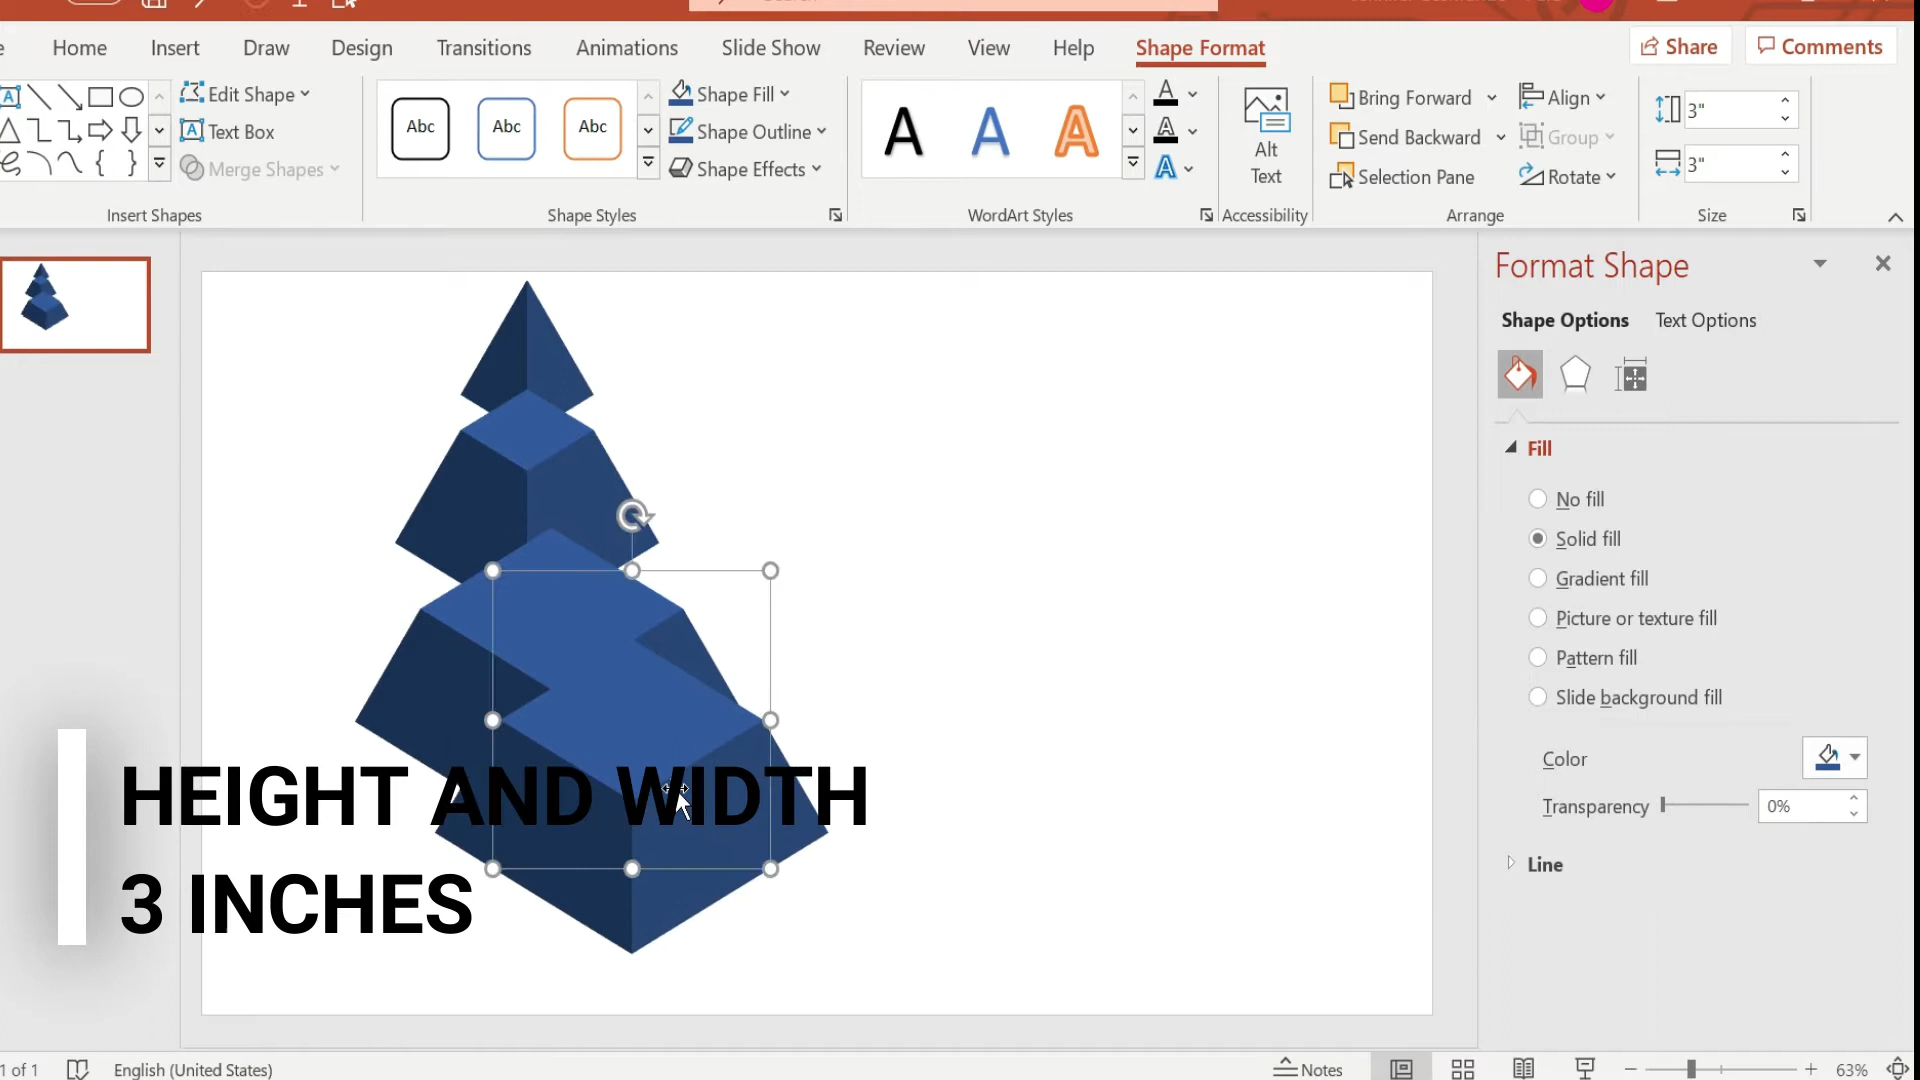 Home Insert Draw Design Transitions Animations Slide Show Review View Help Shape Format Share Comments
Edit Shape
Text Box
Merge Shapes
Insert Shapes
Abc Abc Abc
Shape Fill
Shape Outline
Shape Effects
Shape Styles
A A A
WordArt Styles
Alt
Text
Accessibility
Bring Forward
Send Backward
Selection Pane
Align
Group
Rotate
Arrange
3"
3"
Size
Format Shape
Shape Options Text Options
Fill
No fill
Solid fill
Gradient fill
Picture or texture fill
Pattern fill
Slide background fill
Color
Transparency 0%
Line
HEIGHT AND WIDTH
3 INCHES
1 of 1 English (United States) Notes 63%